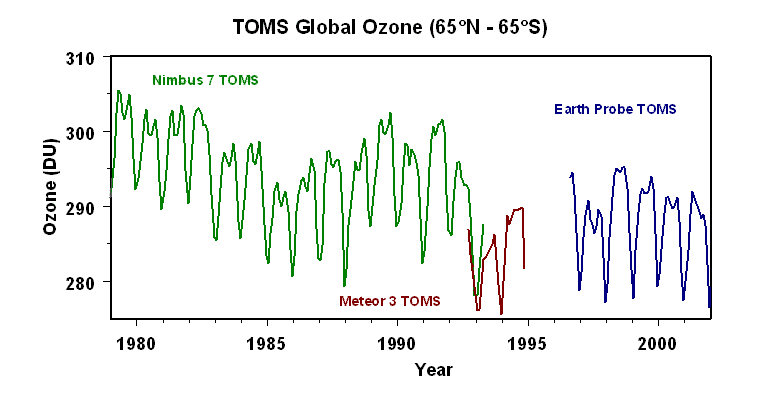 TOMS Global Ozone (65°N - 65°S)
310
Nimbus 7 TOMS
Earth Probe TOMS
300
Ozone (DU)
290
280
Meteor 3 TOMS
1980
1985
1990
1995
2000
Year